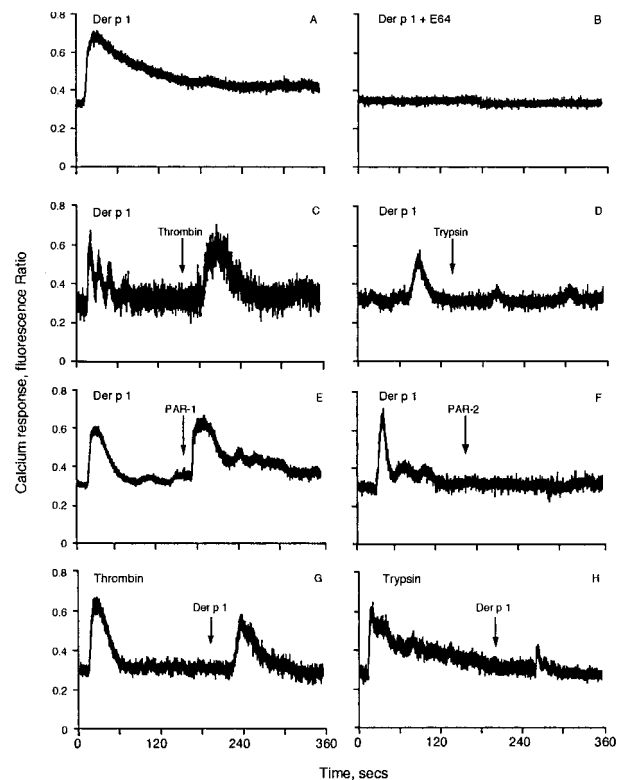 Der p 1 A
0.8
0.6
0.4
0.2
0
Der p 1 + E64 B
Der p 1 C
Thrombin
0.8
0.6
0.4
0.2
0
Der p 1 D
Trypsin
Der p 1 E
PAR-1
0.8
0.6
0.4
0.2
0
Der p 1 F
PAR-2
Thrombin G
Der p 1
0.8
0.6
0.4
0.2
0
Trypsin H
Der p 1
0 120 240 360
0 120 240 360
Calcium response, fluorescence Ratio
Time, secs